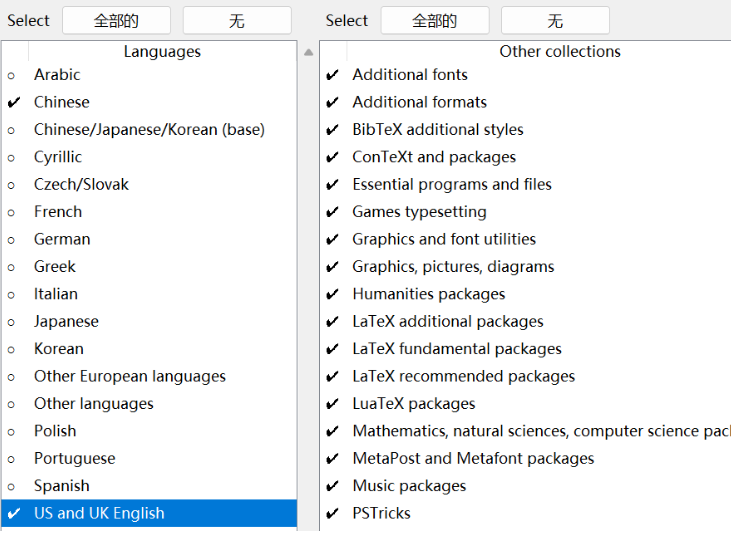 Select 全部的 无
Languages
Arabic
Chinese
Chinese/Japanese/Korean (base)
Cyrillic
Czech/Slovak
French
German
Greek
Italian
Japanese
Korean
Other European languages
Other languages
Polish
Portuguese
Spanish
US and UK English
Select 全部的 无
Other collections
Additional fonts
Additional formats
BibTeX additional styles
ConTeXt and packages
Essential programs and files
Games typesetting
Graphics and font utilities
Graphics, pictures, diagrams
Humanities packages
LaTeX additional packages
LaTeX fundamental packages
LaTeX recommended packages
LuaTeX packages
Mathematics, natural sciences, computer science pac
MetaPost and Metafont packages
Music packages
PSTricks